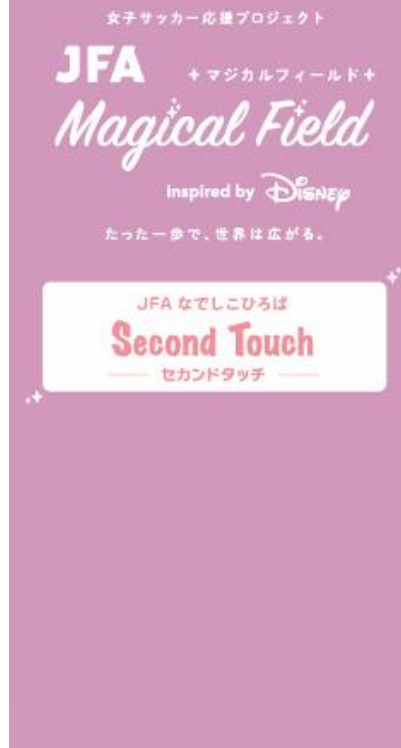 女子サッカー応援プロジェクト
JFA +マジカルフィールド+
Magical Field
Inspired by Disney
たった一歩で、世界は広がる。
JFA なでしこひろば
Second Touch
セカンドタッチ